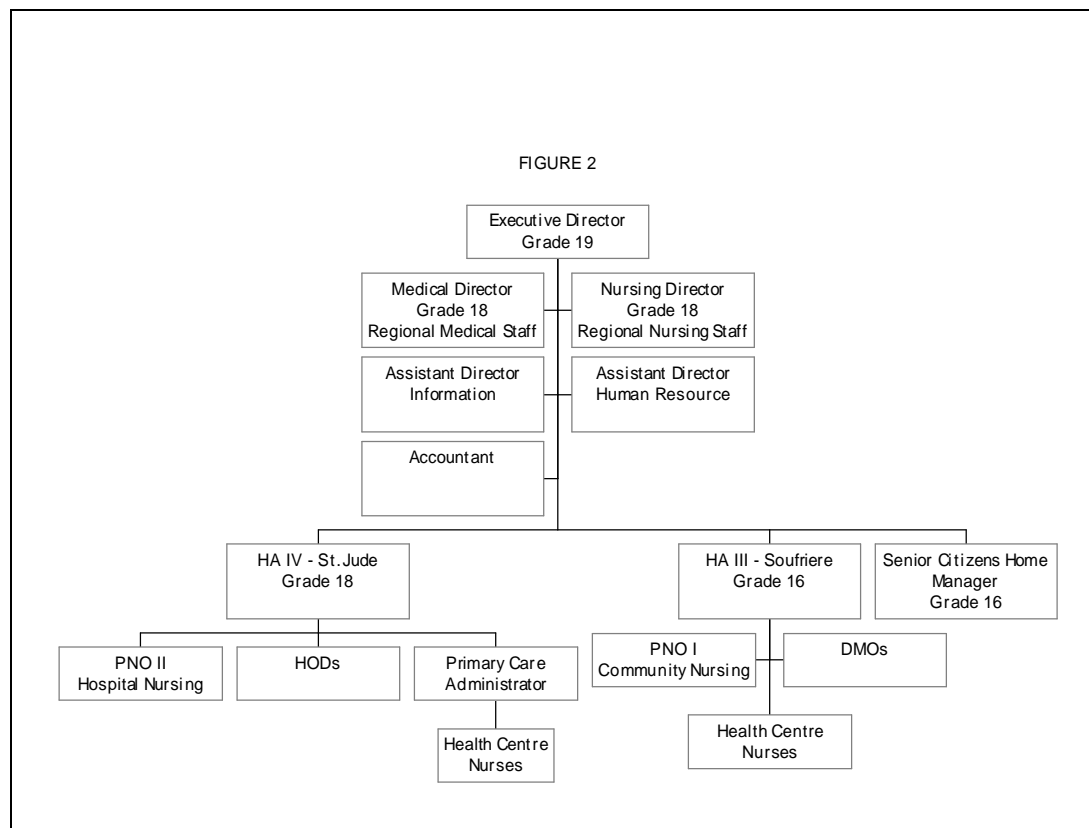 FIGURE 2
Executive Director
Grade 19
Medical Director
Grade 18
Regional Medical Staff
Nursing Director
Grade 18
Regional Nursing Staff
Assistant Director
Information
Assistant Director
Human Resource
Accountant
HA IV - St.Jude
Grade 18
HA III - Soufriere
Grade 16
Senior Citizens Home
Manager
Grade 16
PNO II
Hospital Nursing
HODs
Primary Care
Administrator
PNO I
Community Nursing
DMOs
Health Centre
Nurses
Health Centre
Nurses